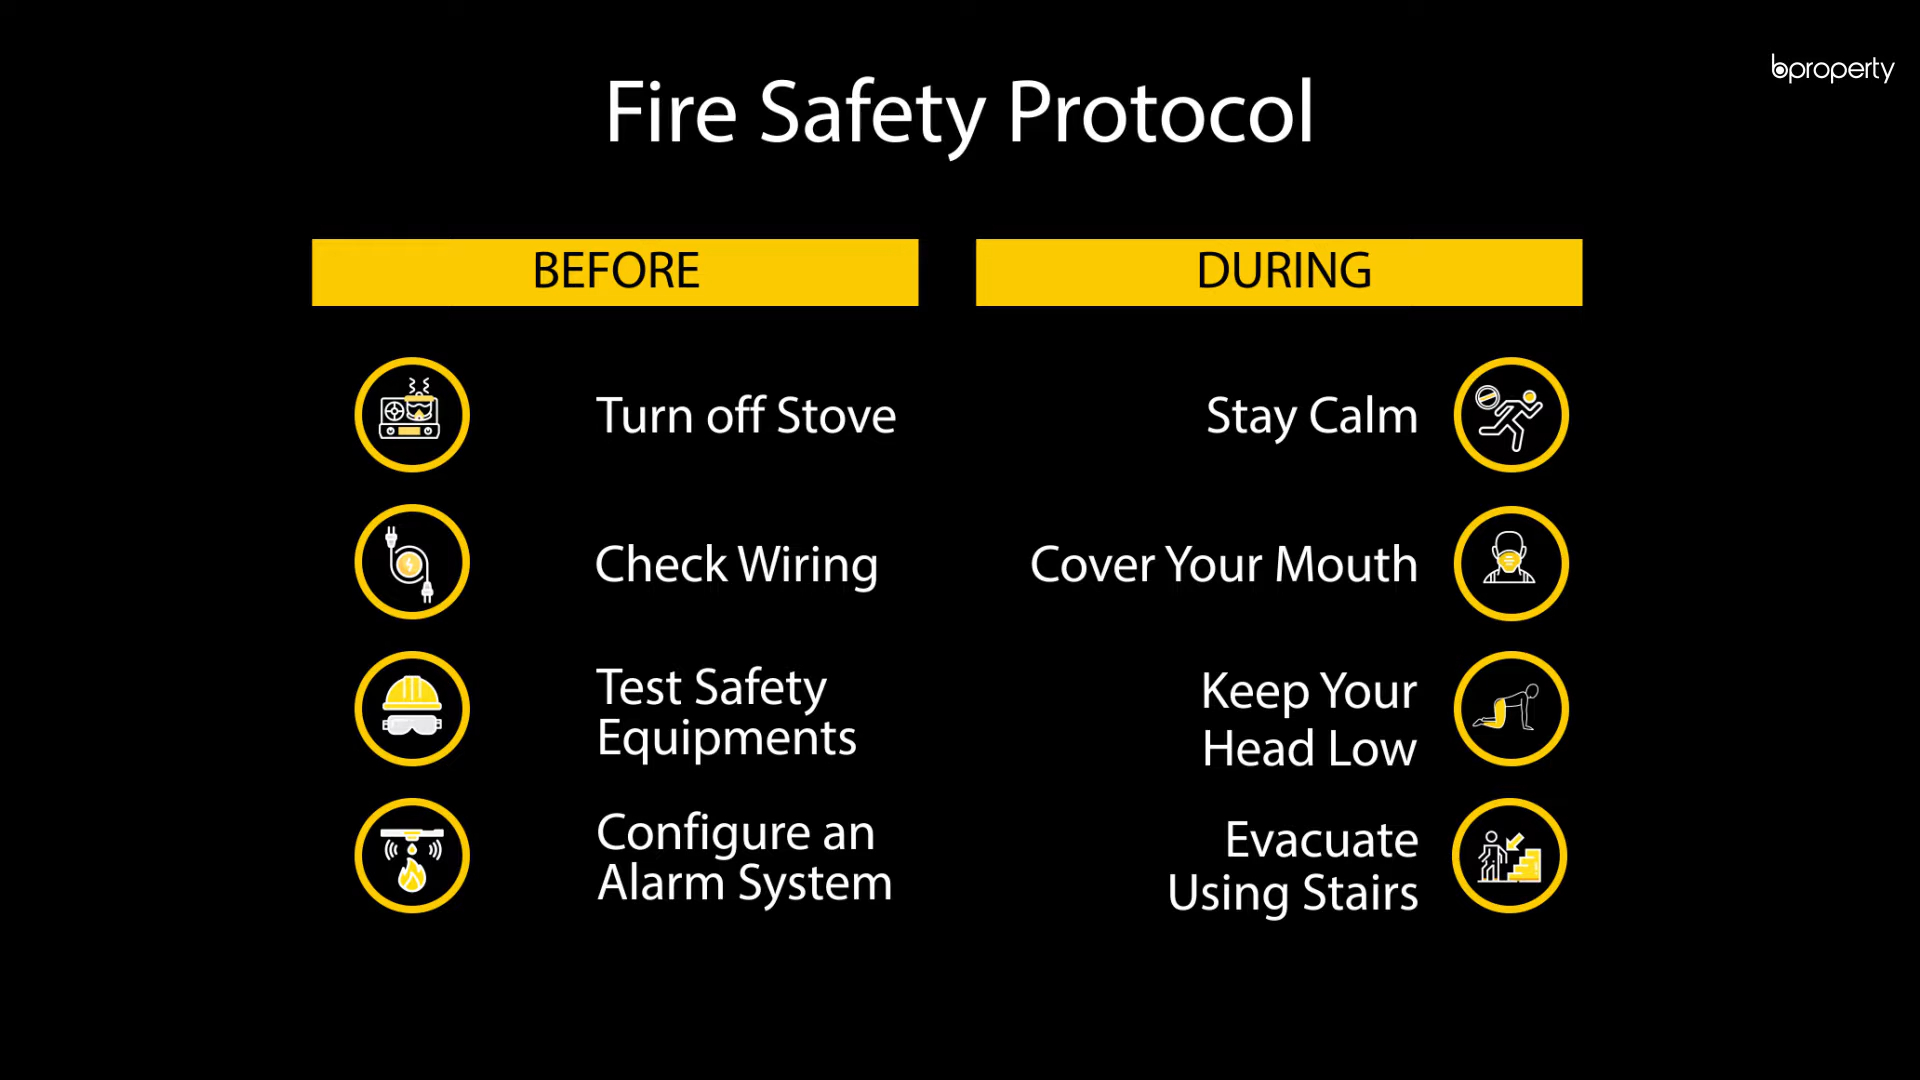 bproperty
Fire Safety Protocol
BEFORE
Turn off Stove
Check Wiring
Test Safety
Equipments
Configure an
Alarm System
DURING
Stay Calm
Cover Your Mouth
Keep Your
Head Low
Evacuate
Using Stairs